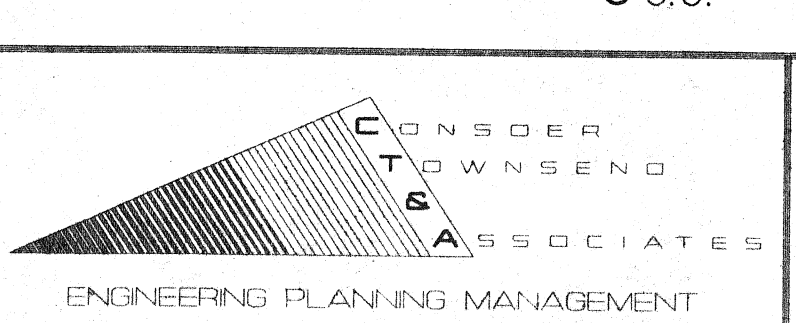 CONSOER
TOWNSEND
&
ASSOCIATES
ENGINEERING PLANNING MANAGEMENT